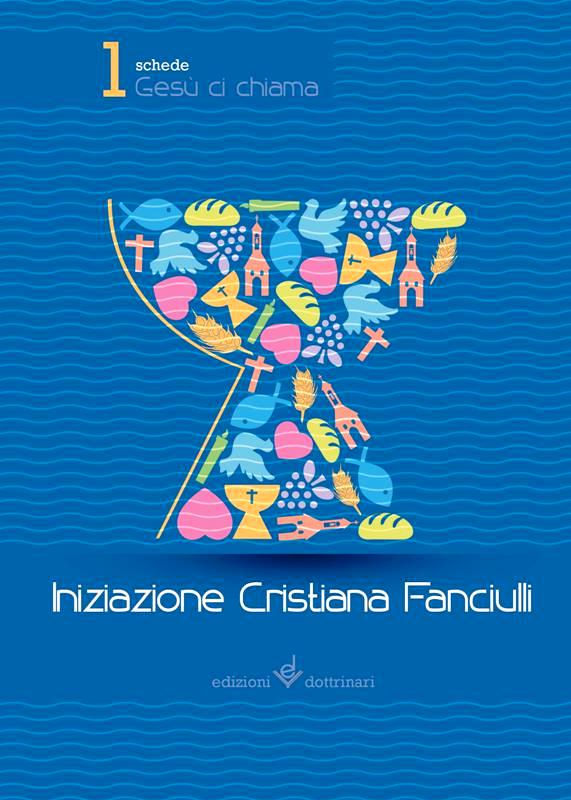 1
schede
Gesù ci chiama
Iniziazione Cristiana Fanciulli
edizioni dottrinari